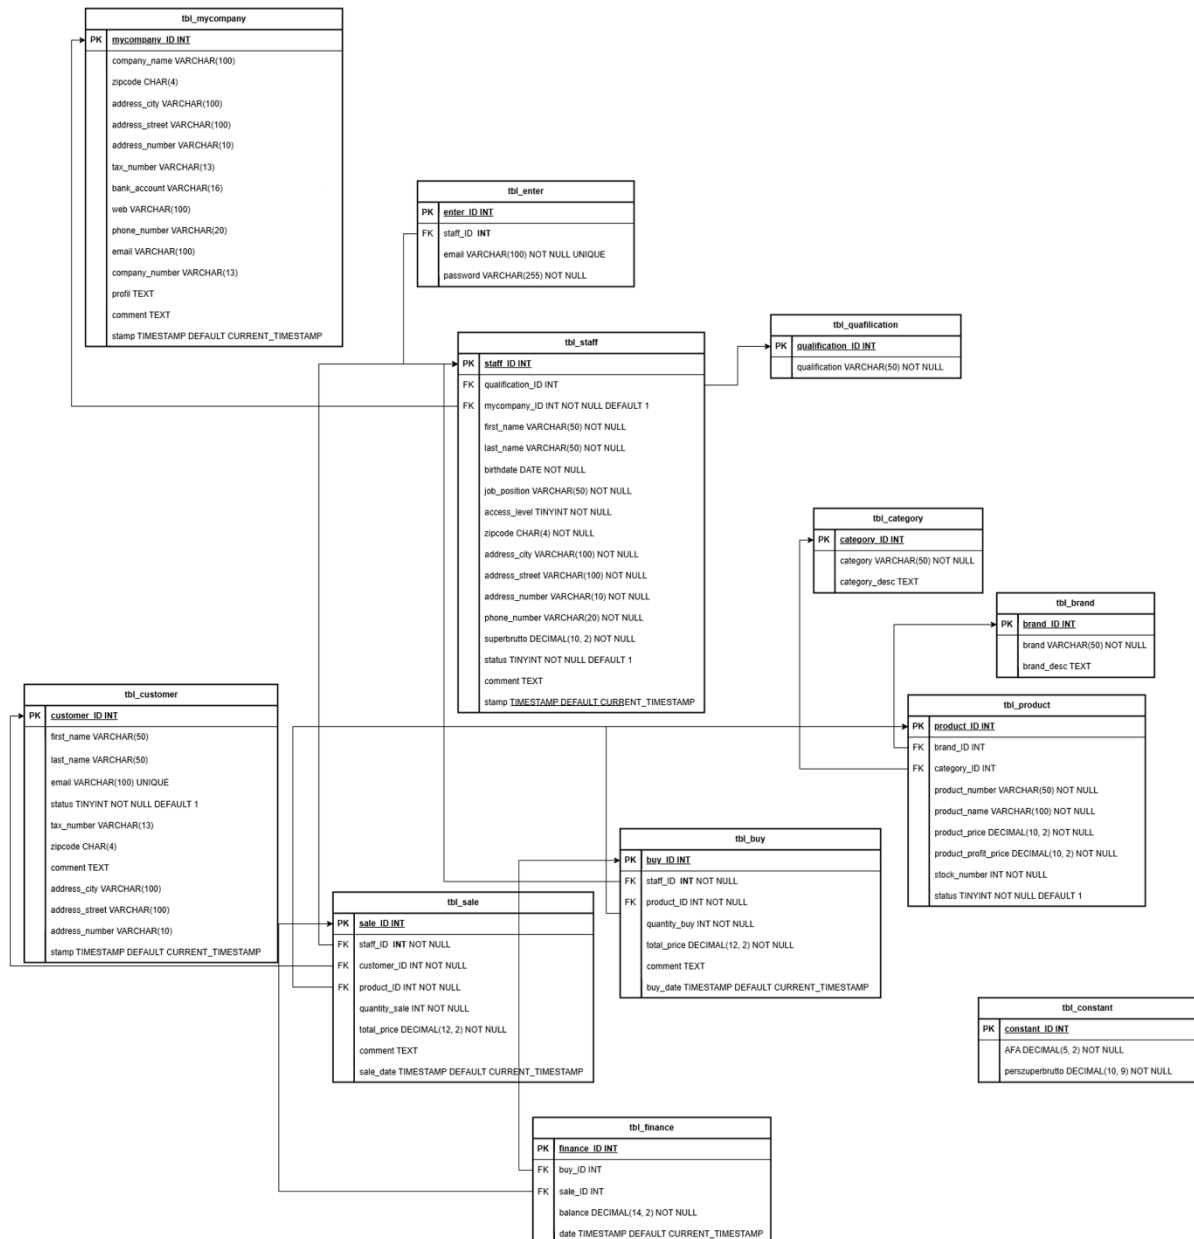 tbl_mycompany
PK mycompany_ID INT
company_name VARCHAR(100)
zipcode CHAR(4)
address_city VARCHAR(100)
address_street VARCHAR(100)
address_number VARCHAR(10)
tax_number VARCHAR(13)
bank_account VARCHAR(16)
web VARCHAR(100)
phone_number VARCHAR(20)
email VARCHAR(100)
company_number VARCHAR(13)
profil TEXT
comment TEXT
stamp TIMESTAMP DEFAULT CURRENT_TIMESTAMP
tbl_enter
PK enter_ID INT
FK staff_ID INT
email VARCHAR(100) NOT NULL UNIQUE
password VARCHAR(255) NOT NULL
tbl_quafilication
PK qualification_ID INT
qualification VARCHAR(50) NOT NULL
tbl_staff
PK staff_ID INT
FK qualification_ID INT
FK mycompany_ID INT NOT NULL DEFAULT 1
first_name VARCHAR(50) NOT NULL
last_name VARCHAR(50) NOT NULL
birthdate DATE NOT NULL
job_position VARCHAR(50) NOT NULL
access_level TINYINT NOT NULL
zipcode CHAR(4) NOT NULL
address_city VARCHAR(100) NOT NULL
address_street VARCHAR(100) NOT NULL
address_number VARCHAR(10) NOT NULL
phone_number VARCHAR(20) NOT NULL
superbrutto DECIMAL(10, 2) NOT NULL
status TINYINT NOT NULL DEFAULT 1
comment TEXT
stamp TIMESTAMP DEFAULT CURRENT_TIMESTAMP
tbl_category
PK category_ID INT
category VARCHAR(50) NOT NULL
category_desc TEXT
tbl_brand
PK brand_ID INT
brand VARCHAR(50) NOT NULL
brand_desc TEXT
tbl_customer
PK customer_ID INT
first_name VARCHAR(50)
last_name VARCHAR(50)
email VARCHAR(100) UNIQUE
status TINYINT NOT NULL DEFAULT 1
tax_number VARCHAR(13)
zipcode CHAR(4)
comment TEXT
address_city VARCHAR(100)
address_street VARCHAR(100)
address_number VARCHAR(10)
stamp TIMESTAMP DEFAULT CURRENT_TIMESTAMP
tbl_product
PK product_ID INT
FK brand_ID INT
FK category_ID INT
product_number VARCHAR(50) NOT NULL
product_name VARCHAR(100) NOT NULL
product_price DECIMAL(10, 2) NOT NULL
product_profit_price DECIMAL(10, 2) NOT NULL
stock_number INT NOT NULL
status TINYINT NOT NULL DEFAULT 1
tbl_buy
PK buy_ID INT
FK staff_ID INT NOT NULL
FK product_ID INT NOT NULL
quantity_buy INT NOT NULL
total_price DECIMAL(12, 2) NOT NULL
comment TEXT
buy_date TIMESTAMP DEFAULT CURRENT_TIMESTAMP
tbl_sale
PK sale_ID INT
FK staff_ID INT NOT NULL
FK customer_ID INT NOT NULL
FK product_ID INT NOT NULL
quantity_sale INT NOT NULL
total_price DECIMAL(12, 2) NOT NULL
comment TEXT
sale_date TIMESTAMP DEFAULT CURRENT_TIMESTAMP
tbl_constant
PK constant_ID INT
AFA DECIMAL(5, 2) NOT NULL
perszuperbrutto DECIMAL(10, 9) NOT NULL
tbl_finance
PK finance_ID INT
FK buy_ID INT
FK sale_ID INT
balance DECIMAL(14, 2) NOT NULL
date TIMESTAMP DEFAULT CURRENT_TIMESTAMP